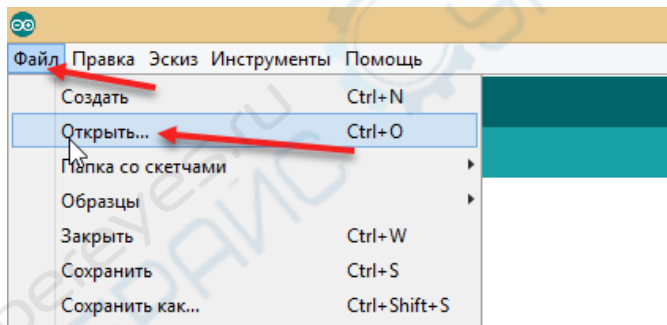 Файл Правка Эскиз Инструменты Помощь
Создать Ctrl+N
Открыть... Ctrl+O
Папка со скетчами
Образцы
Закрыть Ctrl+W
Сохранить Ctrl+S
Сохранить как... Ctrl+Shift+S